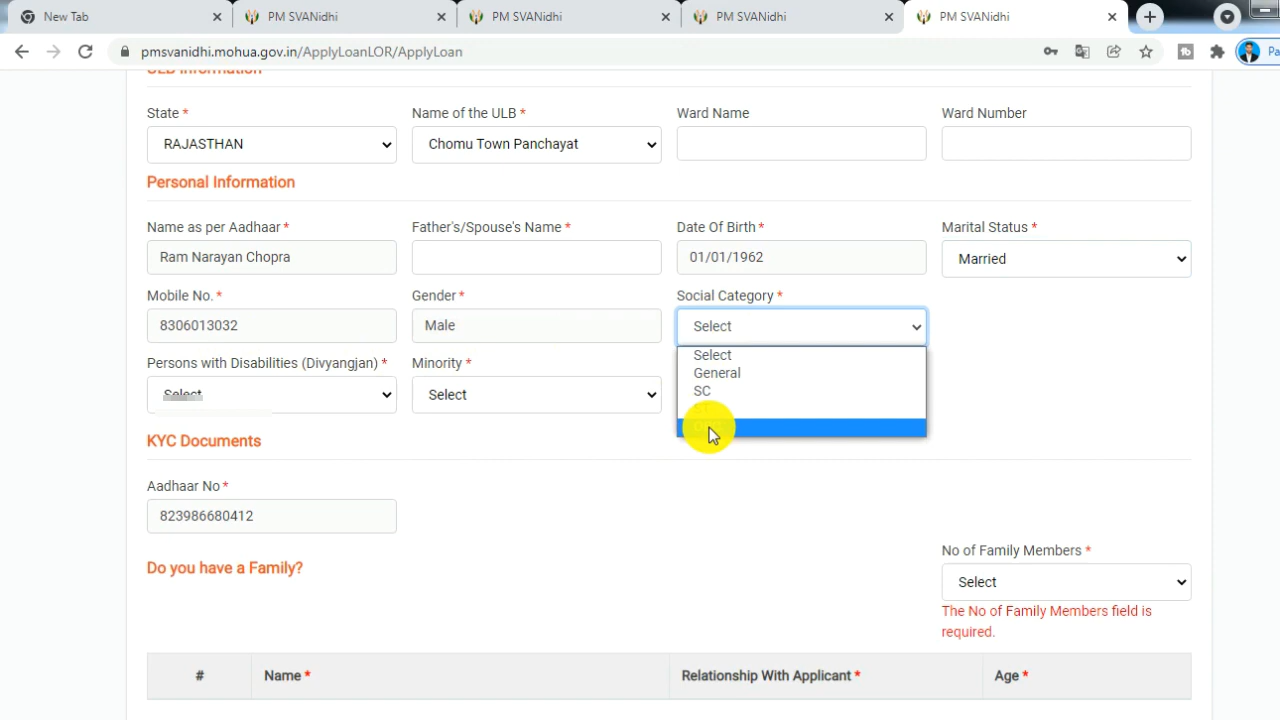 New Tab
PM SVANidhi
PM SVANidhi
PM SVANidhi
PM SVANidhi
pmsvanidhi.mohua.gov.in/ApplyLoanLOR/ApplyLoan
Pa
ULB Information
State *
Name of the ULB *
Ward Name
Ward Number
RAJASTHAN
Chomu Town Panchayat
Personal Information
Name as per Aadhaar *
Father's/Spouse's Name *
Date Of Birth *
Marital Status *
Ram Narayan Chopra
01/01/1962
Married
Mobile No. *
Gender *
Social Category *
8306013032
Male
Select
Persons with Disabilities (Divyangjan) *
Minority *
Select
General
SC
Select
Select
KYC Documents
Aadhaar No *
823986680412
Do you have a Family?
No of Family Members *
Select
The No of Family Members field is
required.
#
Name *
Relationship With Applicant *
Age *